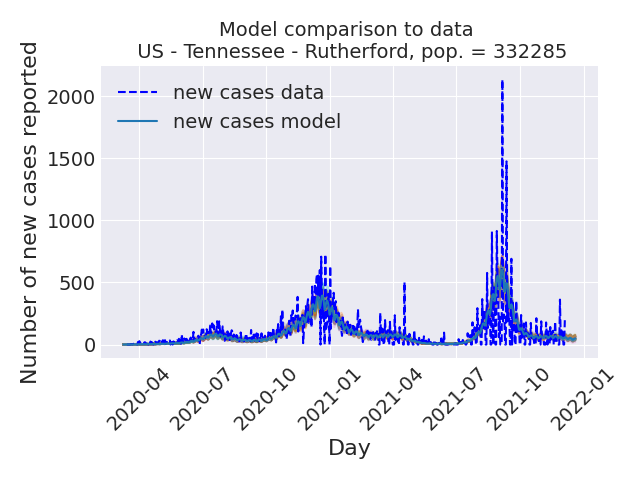 Model comparison to data
US - Tennessee - Rutherford, pop. = 332285
Number of new cases reported
2000
1500
1000
500
0
new cases data
new cases model
2020-04
2020-07
2020-10
2021-01
2021-04
2021-07
2021-10
2022-01
Day